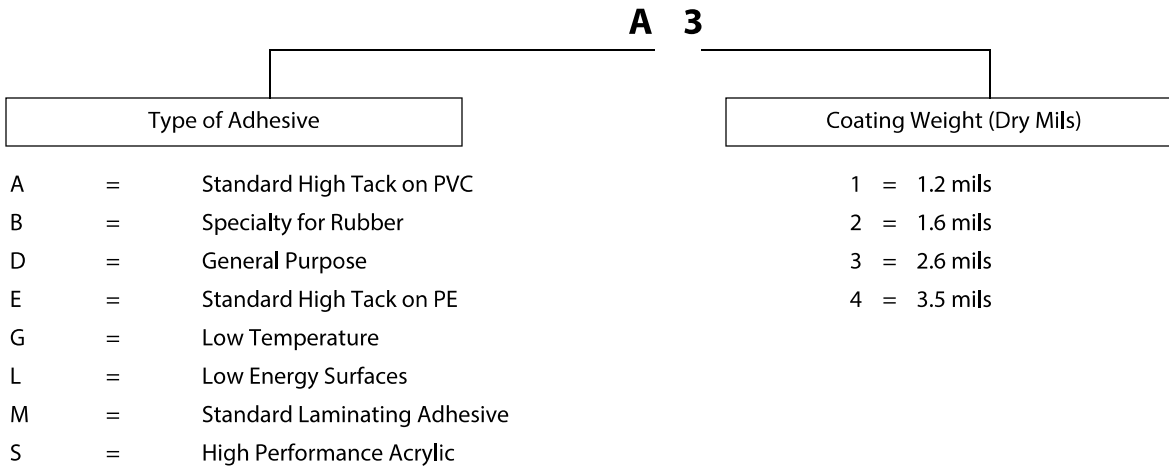 A 3
Type of Adhesive
A = Standard High Tack on PVC
B = Specialty for Rubber
D = General Purpose
E = Standard High Tack on PE
G = Low Temperature
L = Low Energy Surfaces
M = Standard Laminating Adhesive
S = High Performance Acrylic
Coating Weight (Dry Mils)
1 = 1.2 mils
2 = 1.6 mils
3 = 2.6 mils
4 = 3.5 mils